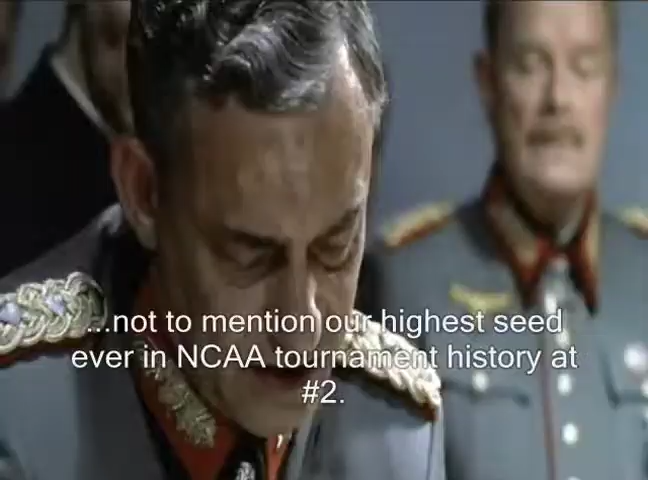 ...not to mention our highest seed
ever in NCAA tournament history at
#2.